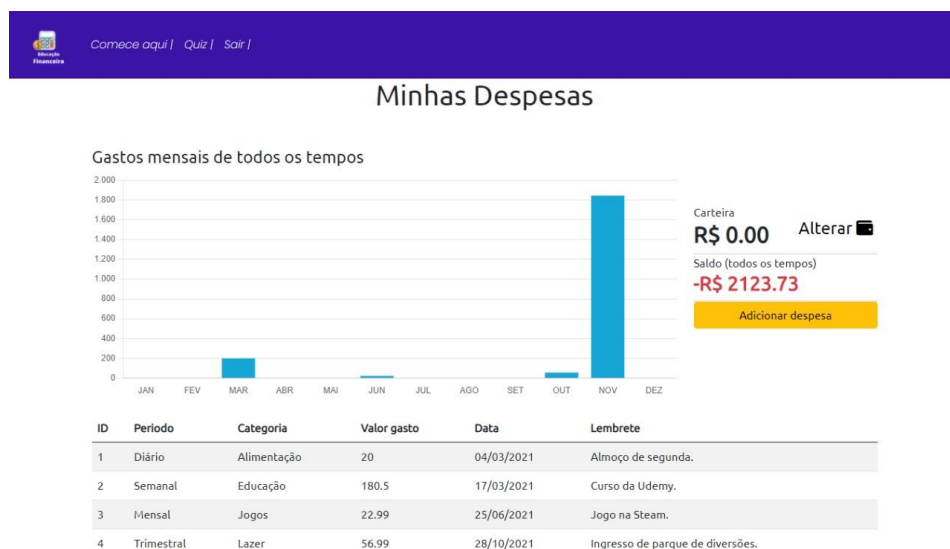 Educação
Financeira
Comece aqui | Quiz | Sair |
Minhas Despesas
Gastos mensais de todos os tempos
2.000
1.800
1.600
1.400
1.200
1.000
800
600
400
200
0
JAN FEV MAR ABR MAI JUN JUL AGO SET OUT NOV DEZ
Carteira
R$ 0.00 Alterar
Saldo (todos os tempos)
-R$ 2123.73
Adicionar despesa
ID Periodo Categoria Valor gasto Data Lembrete
1 Diário Alimentação 20 04/03/2021 Almoço de segunda.
2 Semanal Educação 180.5 17/03/2021 Curso da Udemy.
3 Mensal Jogos 22.99 25/06/2021 Jogo na Steam.
4 Trimestral Lazer 56.99 28/10/2021 Ingresso de parque de diversões.